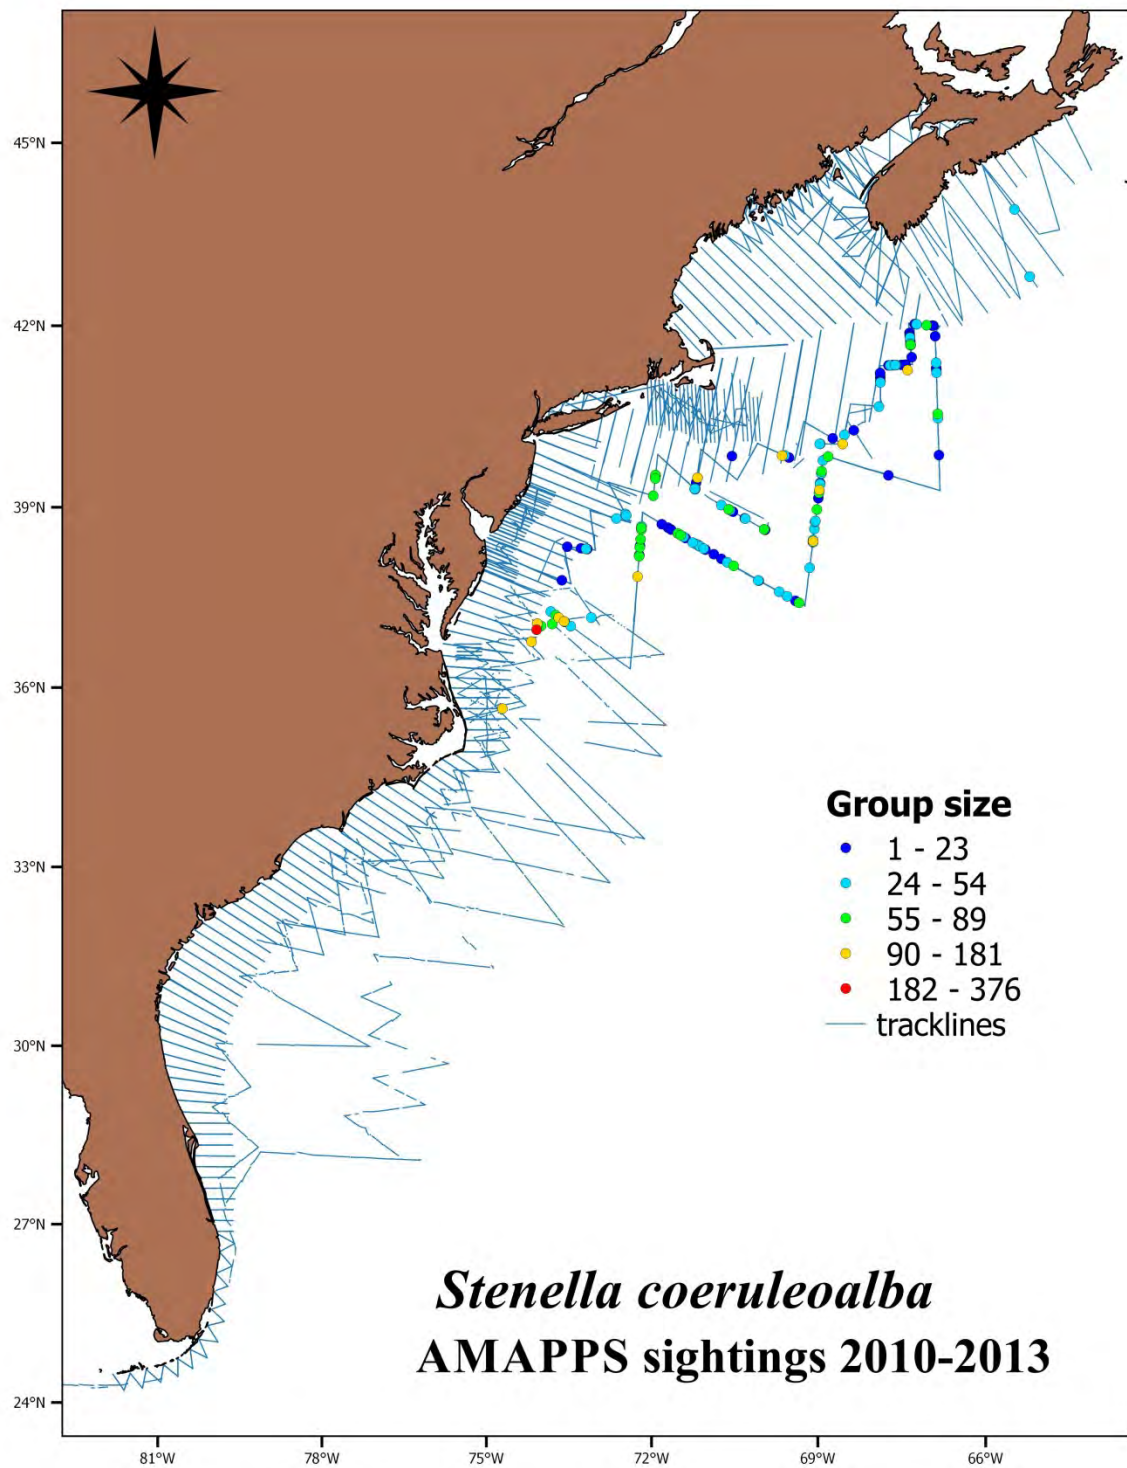 45°N
42°N
39°N
36°N
33°N
30°N
27°N
24°N
Group size
1 - 23
24 - 54
55 - 89
90 - 181
182 - 376
tracklines
Stenella coeruleoalba
AMAPPS sightings 2010-2013
81°W 78°W 75°W 72°W 69°W 66°W